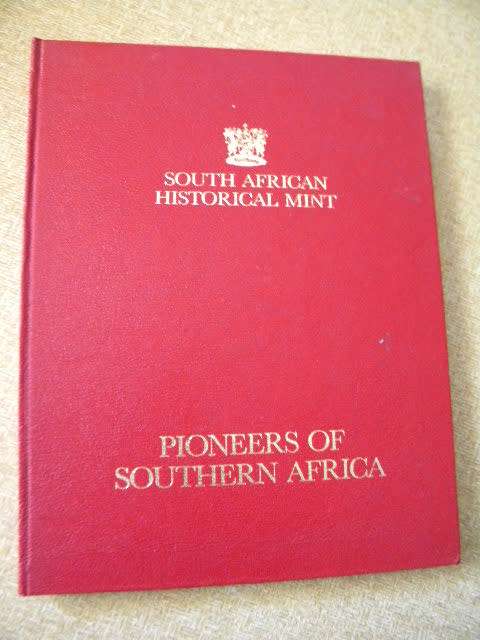 SOUTH AFRICAN
HISTORICAL MINT
PIONEERS OF
SOUTHERN AFRICA